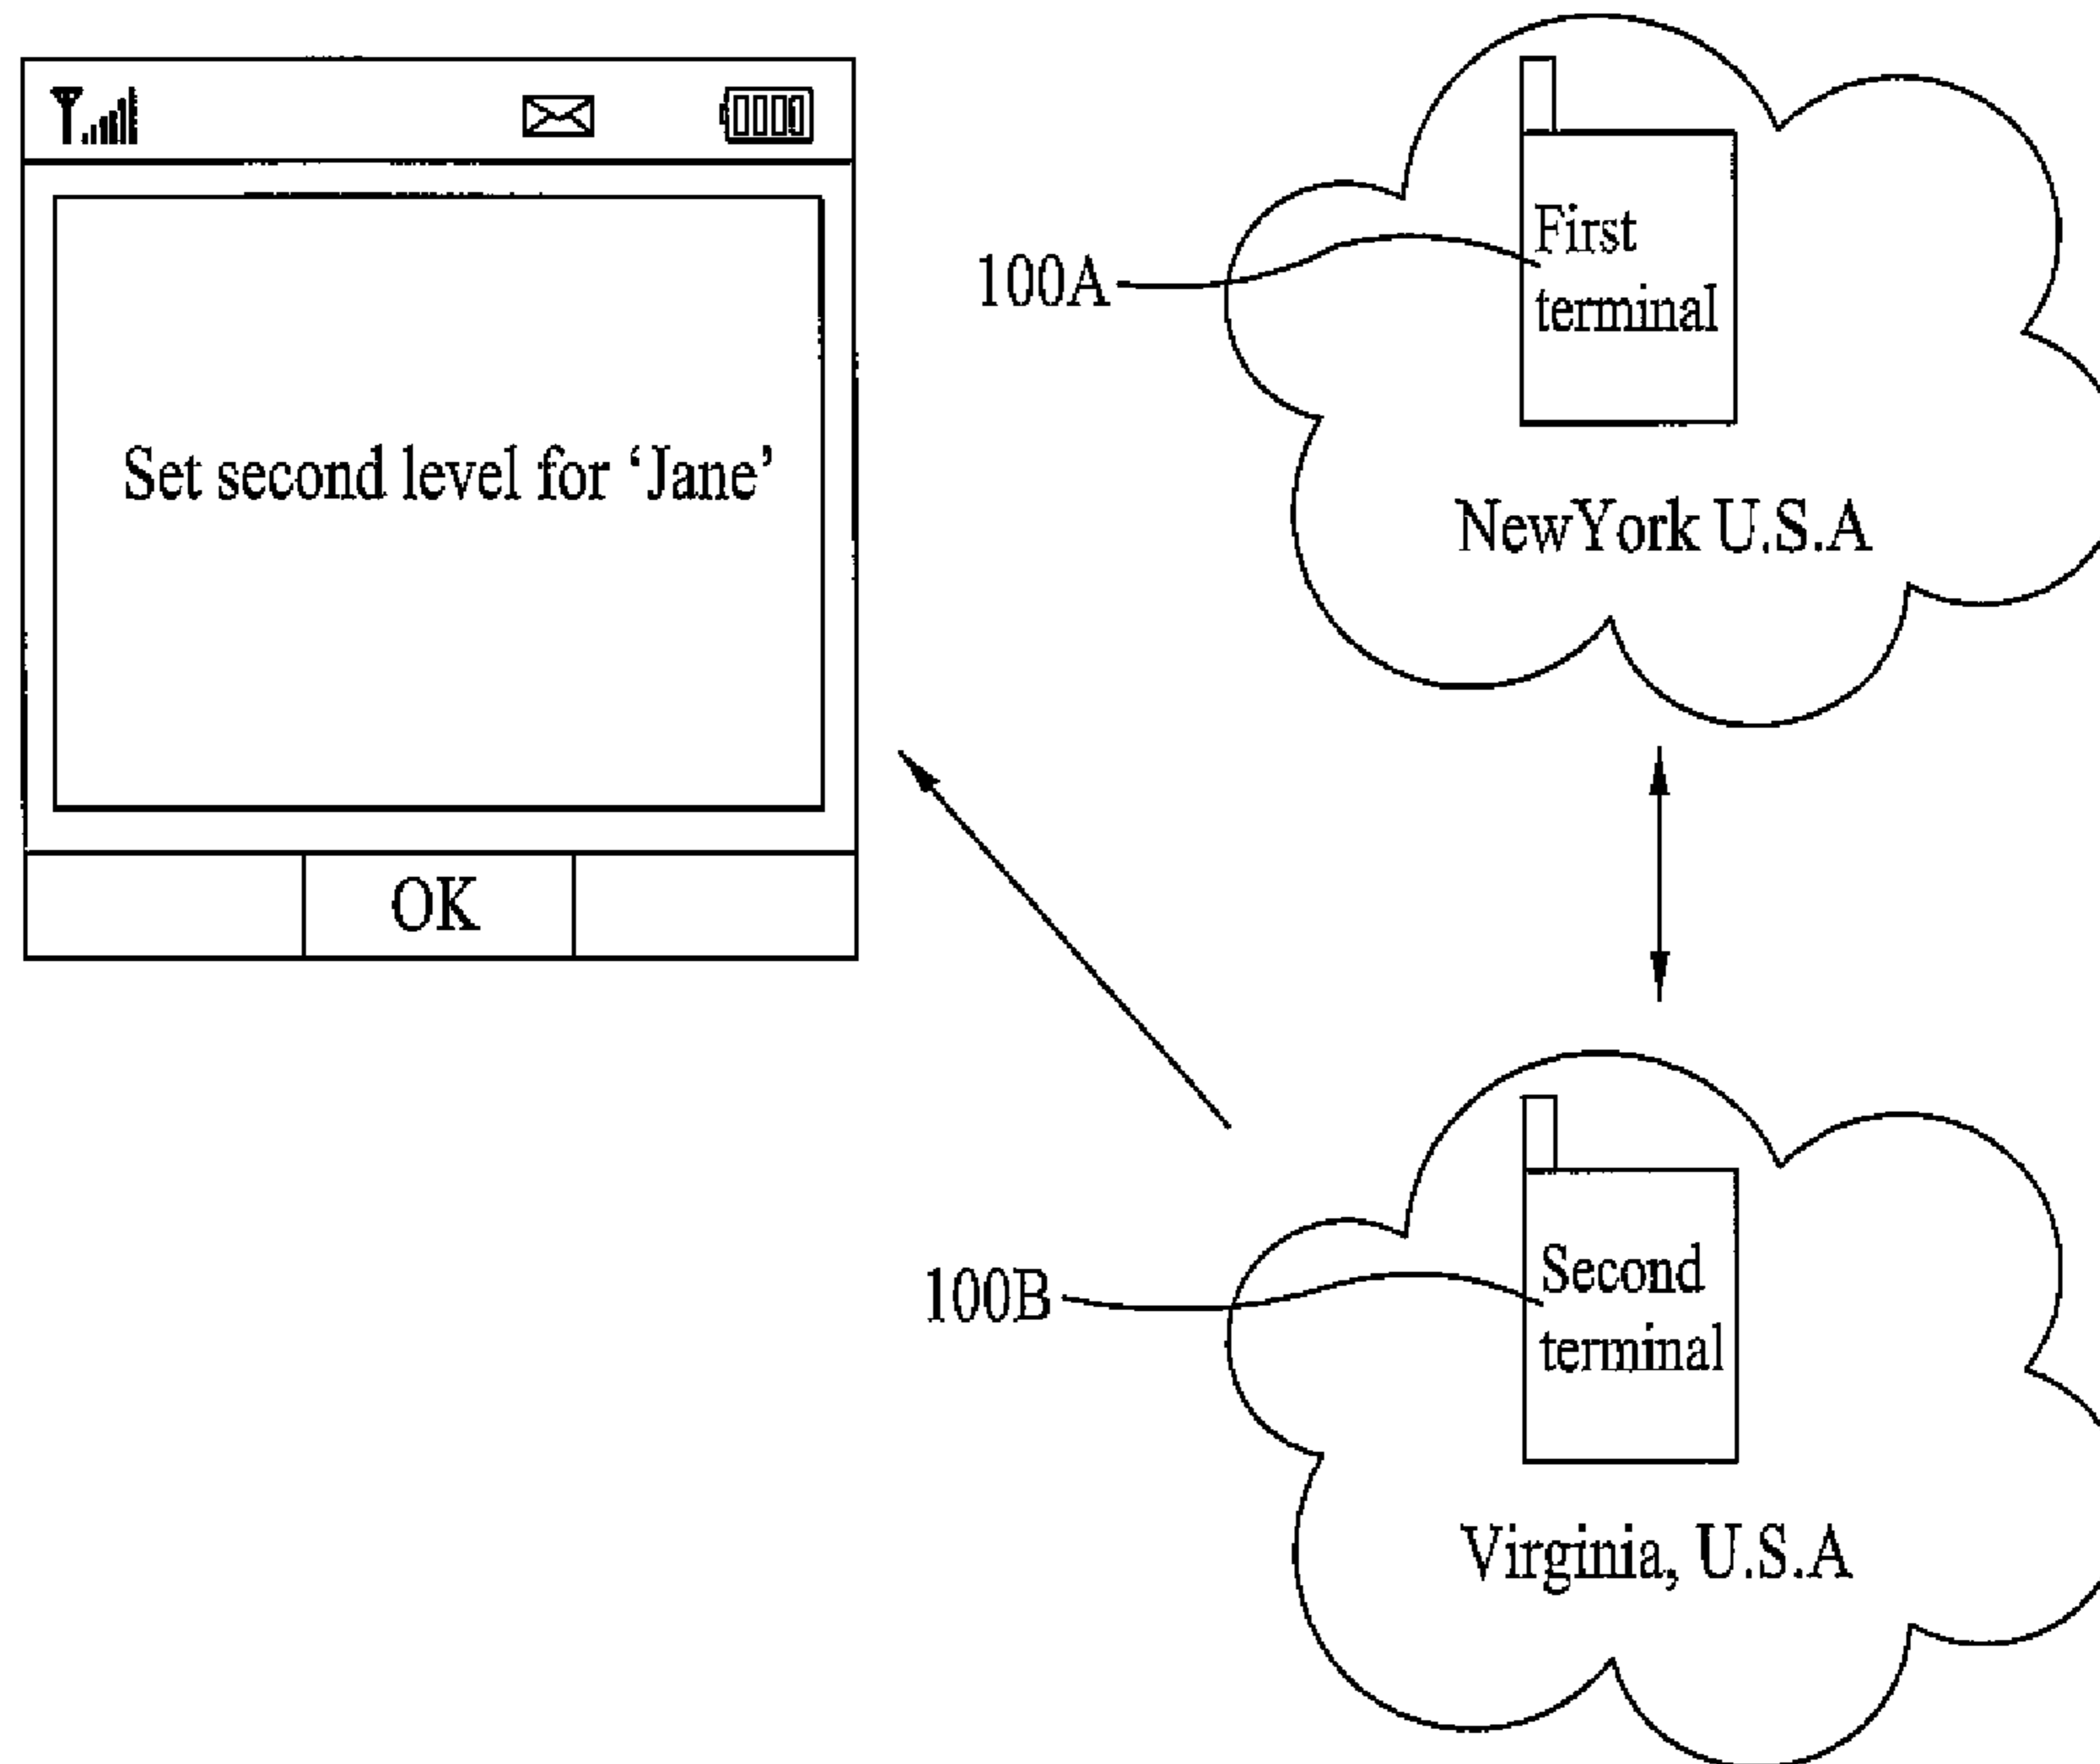 Set second level for ‘Jane’
OK
100A
First
terminal
NewYork U.S.A
100B
Second
terminal
Virginia, U.S.A